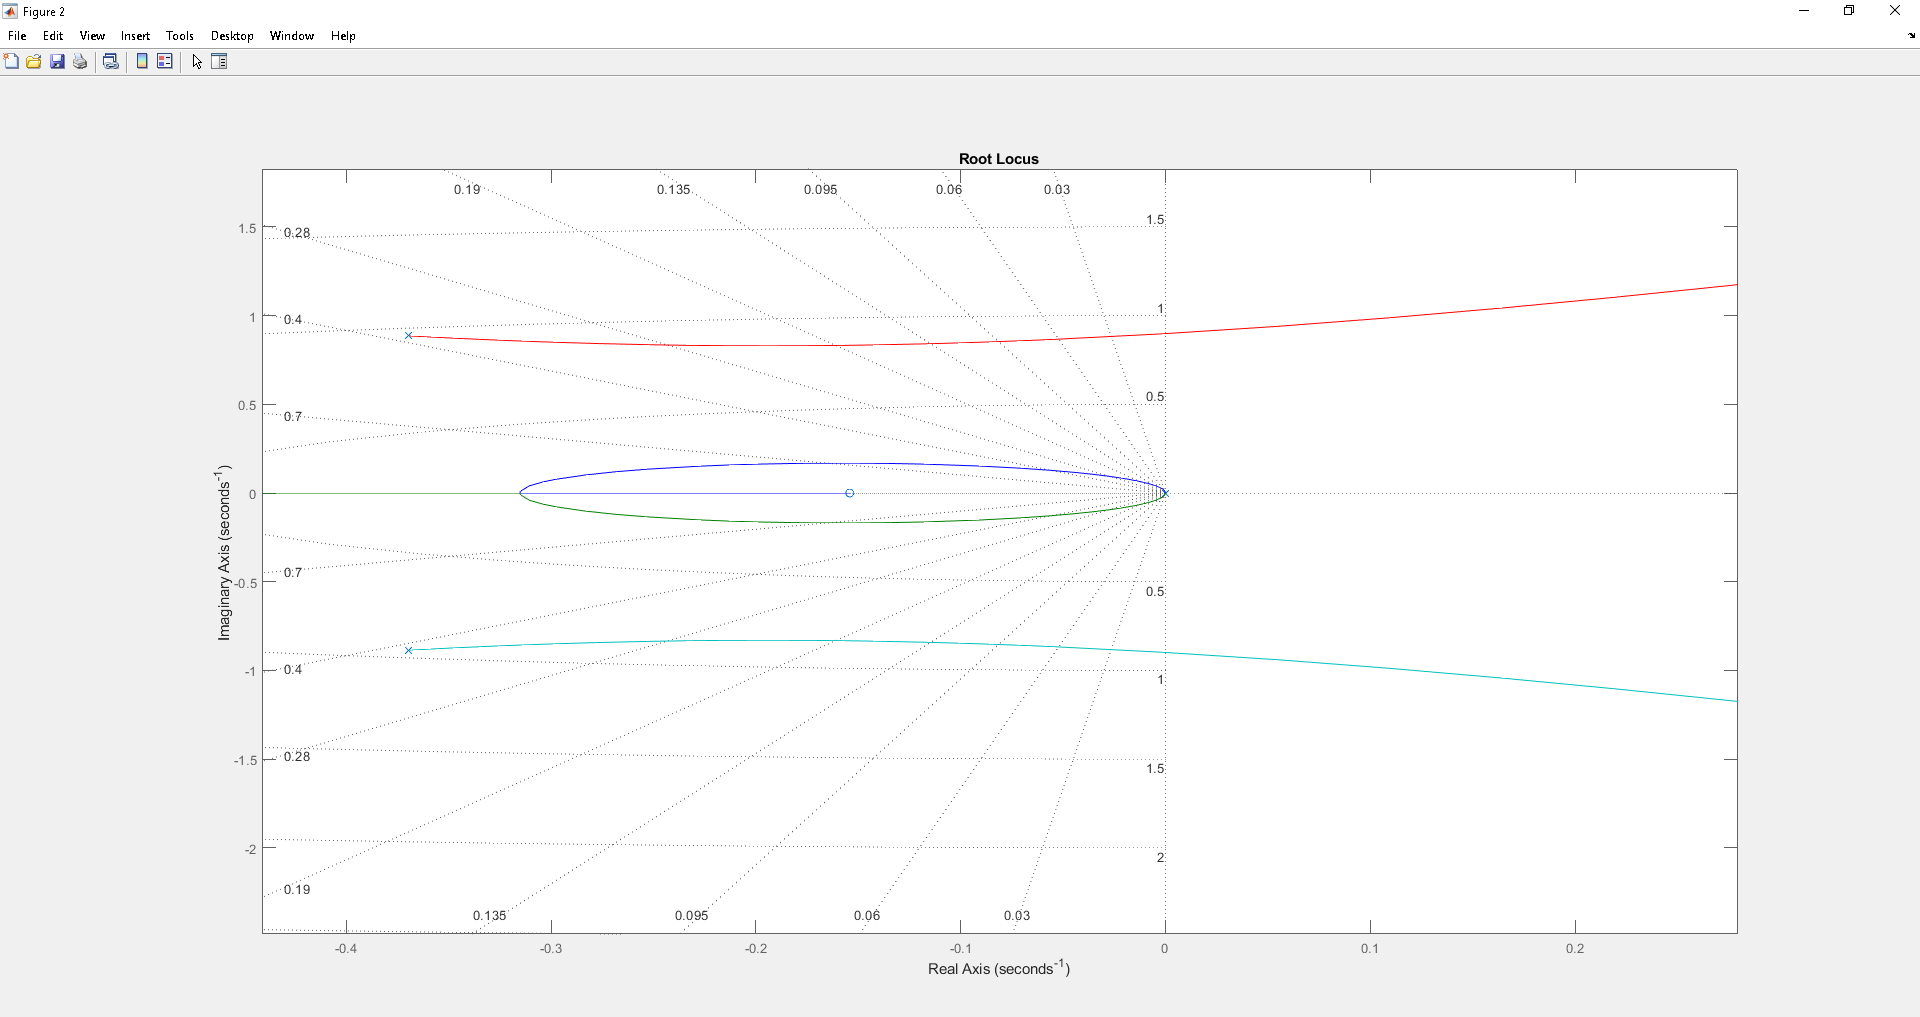 Figure 2
File Edit View Insert Tools Desktop Window Help
Root Locus
0.19 0.135 0.095 0.06 0.03
1.5 0.28 1.5
1 0.4 1
0.5 0.7 0.5
0
-0.5 0.7 0.5
-1 0.4 1
-1.5 0.28 1.5
-2 2
0.19
0.135 0.095 0.06 0.03
-0.4 -0.3 -0.2 -0.1 0 0.1 0.2
Real Axis (seconds⁻¹)
Imaginary Axis (seconds⁻¹)